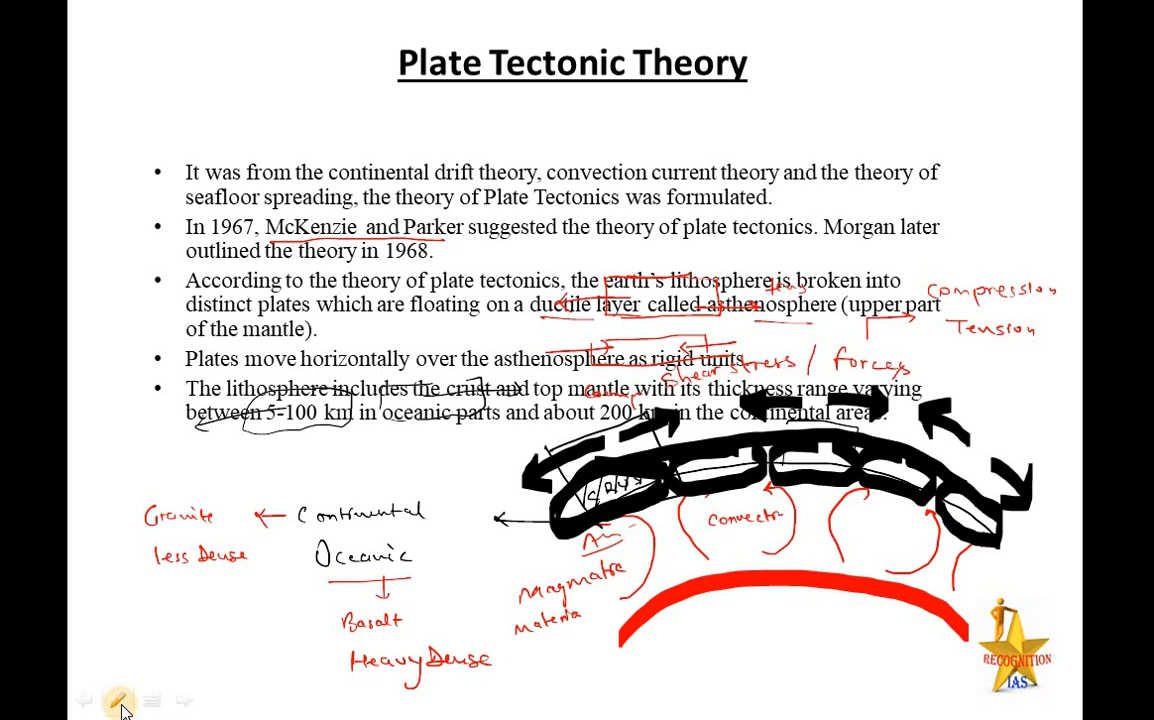 Plate Tectonic Theory
• It was from the continental drift theory, convection current theory and the theory of
seafloor spreading, the theory of Plate Tectonics was formulated.
• In 1967, McKenzie and Parker suggested the theory of plate tectonics. Morgan later
outlined the theory in 1968.
• According to the theory of plate tectonics, the earth's lithosphere is broken into
distinct plates which are floating on a ductile layer called asthenosphere (upper part
of the mantle).
• Plates move horizontally over the asthenosphere as rigid units.
• The lithosphere includes the crust and top mantle with its thickness range varying
between 5-100 km in oceanic parts and about 200 km in the continental areas.
Compression
Tension
Shear stress / forces
Granite
Continental
less Dense
Oceanic
Basalt
Heavy Dense
Magmatic
Material
RECOGNITION
IAS